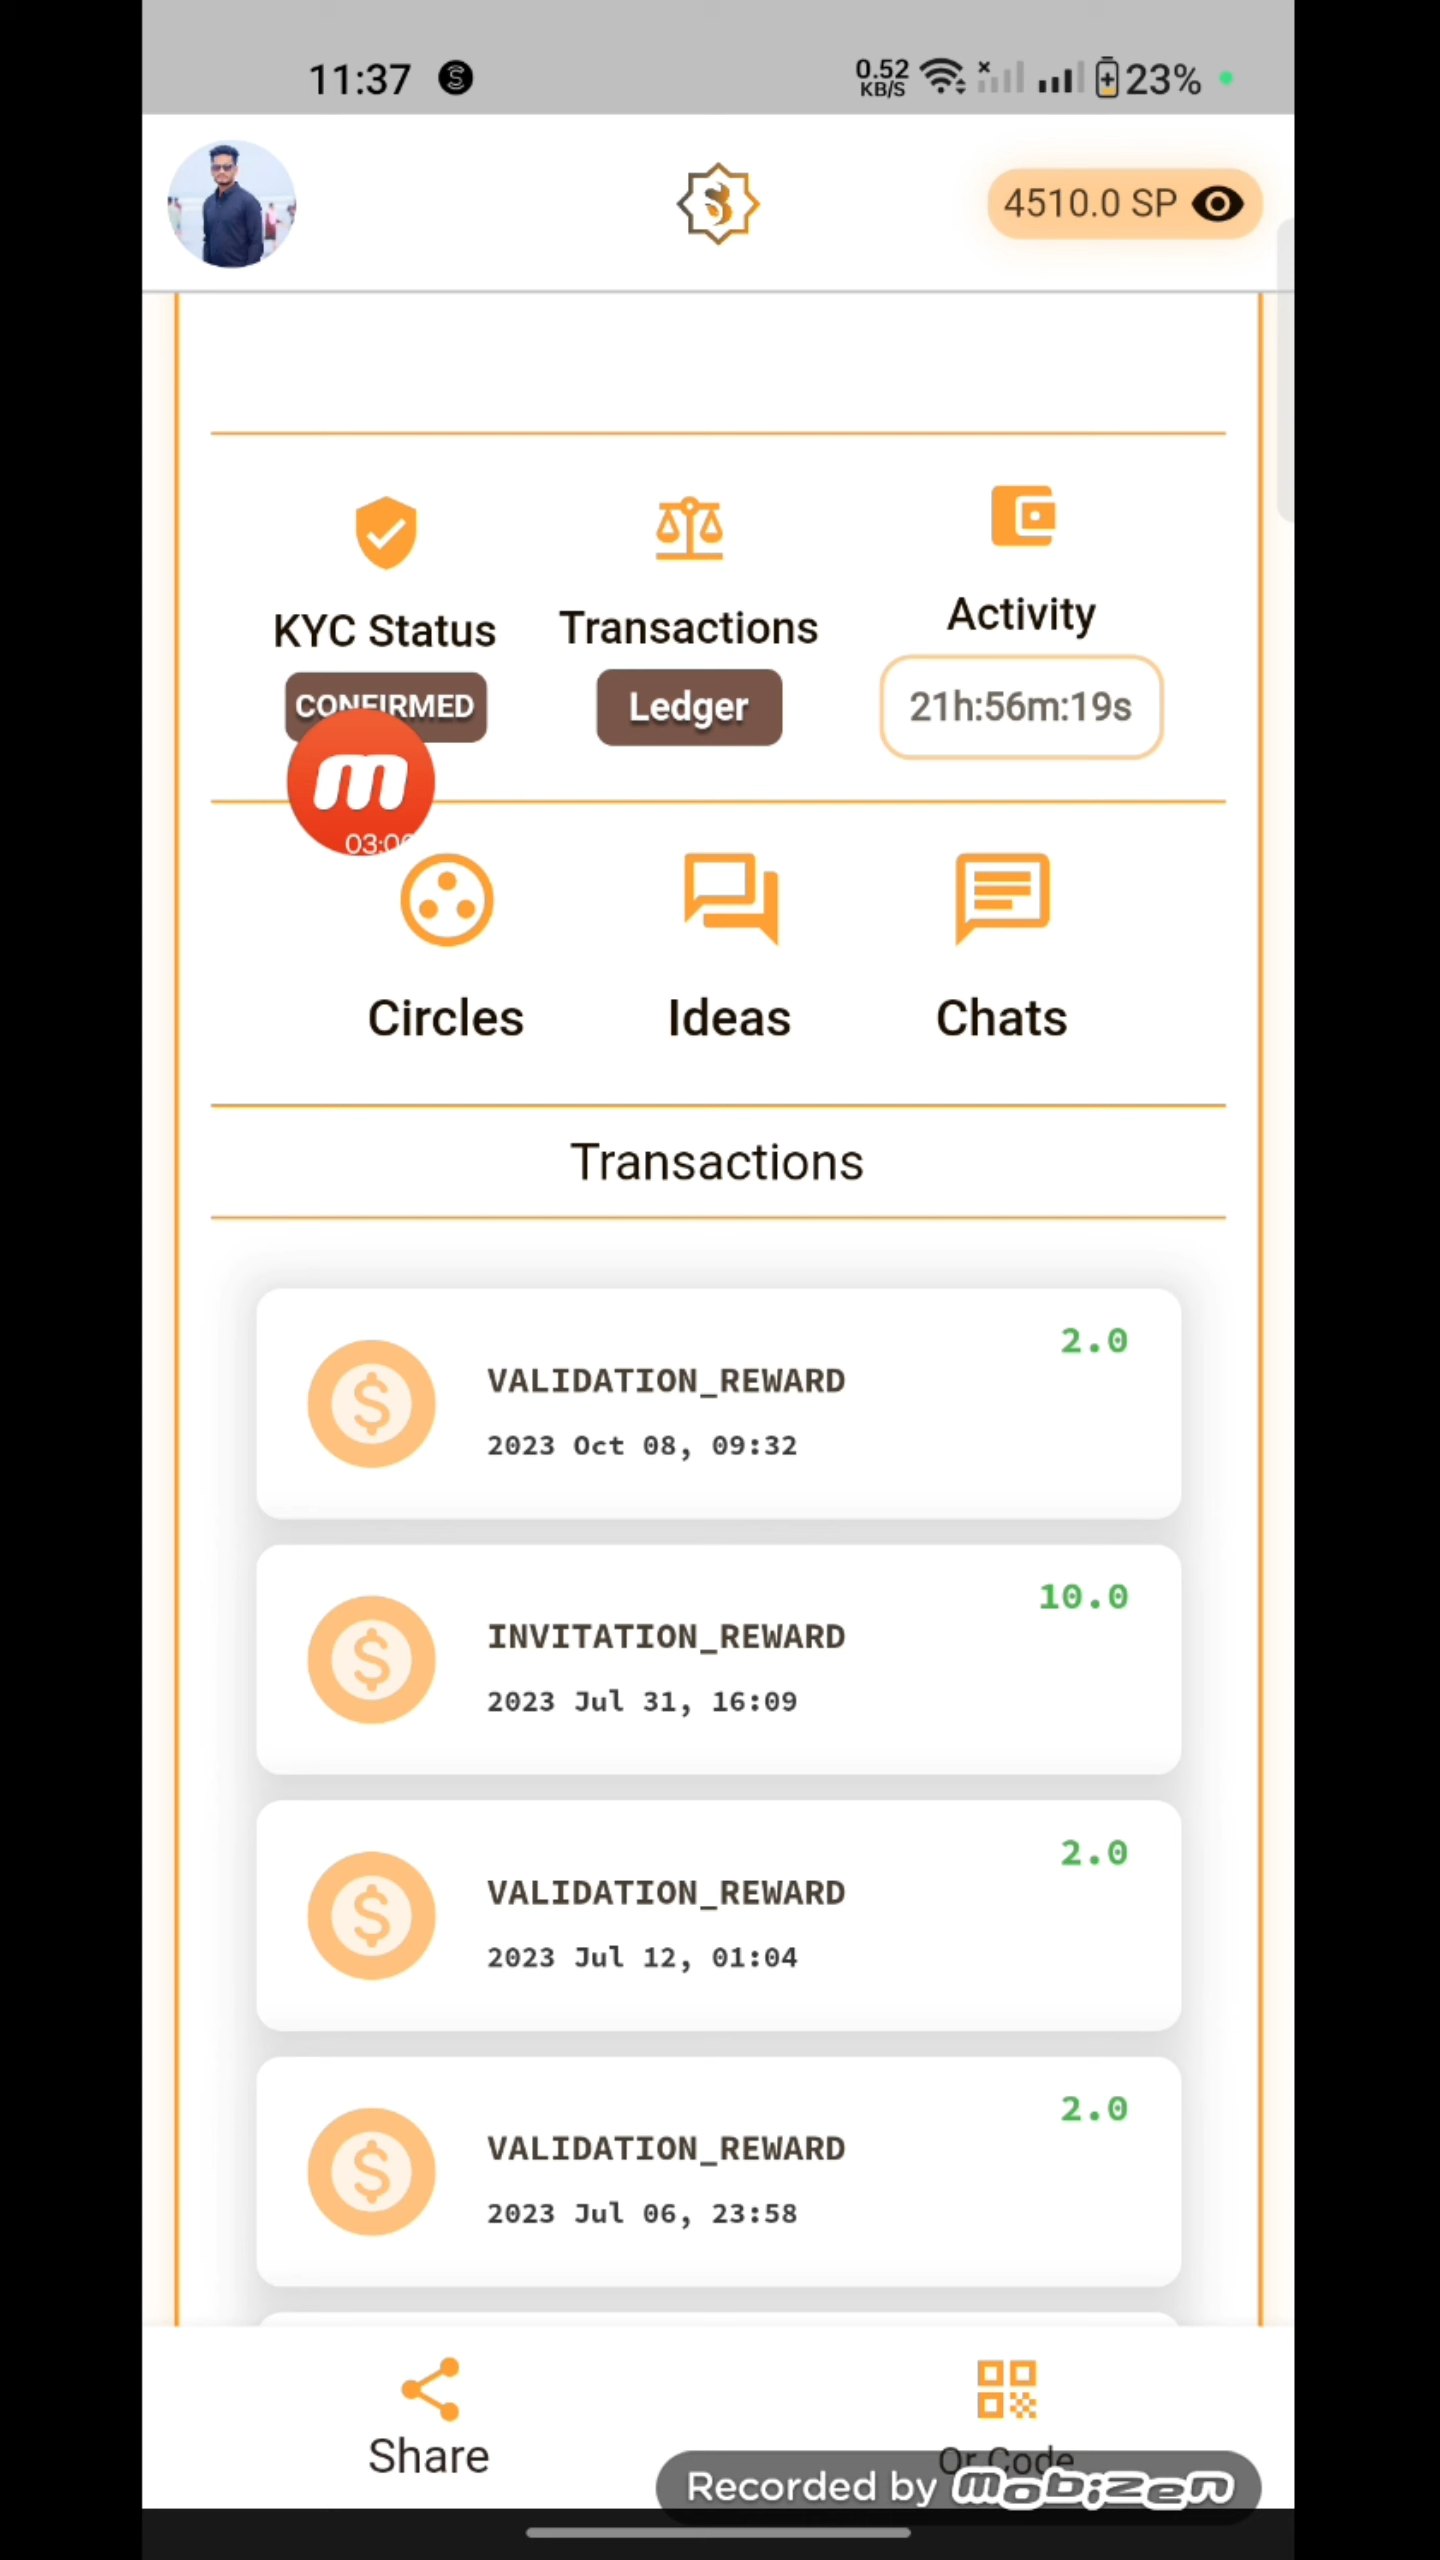 11:37
0.52
KB/S
23%
4510.0 SP
KYC Status
Transactions
Activity
CONFIRMED
Ledger
21h:56m:19s
Circles
Ideas
Chats
Transactions
2.0
VALIDATION_REWARD
2023 Oct 08, 09:32
10.0
INVITATION_REWARD
2023 Jul 31, 16:09
2.0
VALIDATION_REWARD
2023 Jul 12, 01:04
2.0
VALIDATION_REWARD
2023 Jul 06, 23:58
Share
Qr Code
Recorded by mobizen